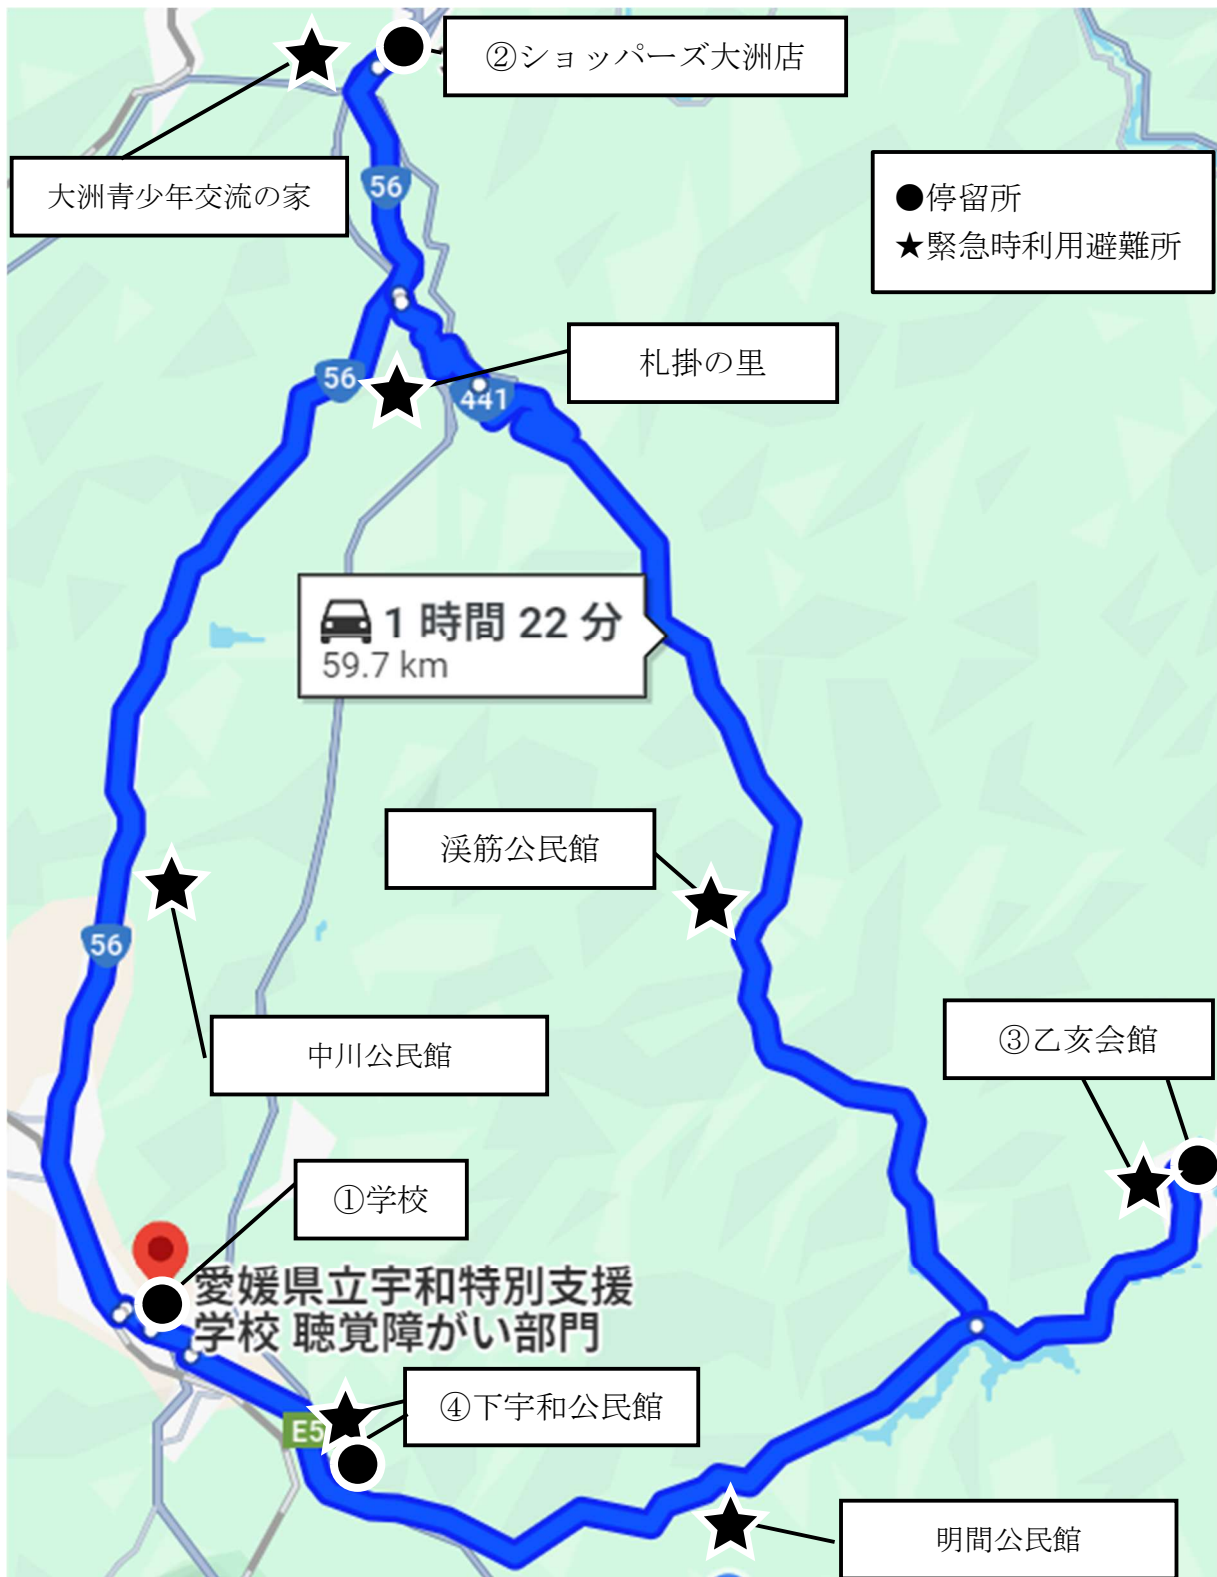 ②ショッパーズ大洲店
大洲青少年交流の家
●停留所
★緊急時利用避難所
56
札掛の里
56
441
1 時間 22 分
59.7 km
渓筋公民館
56
中川公民館
③乙亥会館
①学校
愛媛県立宇和特別支援
学校 聴覚障がい部門
④下宇和公民館
E5
明間公民館